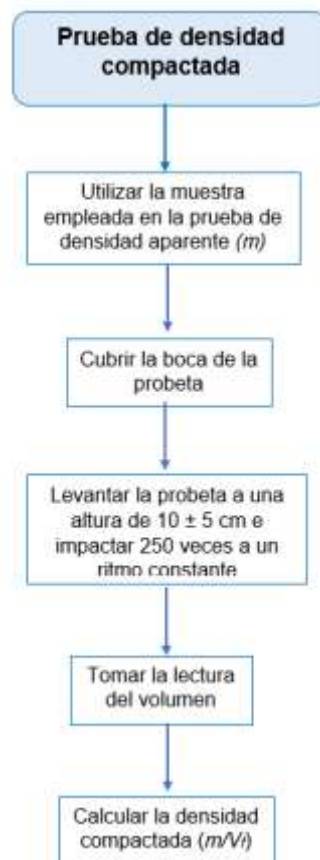 Prueba de densidad
compactada
Utilizar la muestra
empleada en la prueba de
densidad aparente (m)
Cubrir la boca de la
probeta
Levantar la probeta a una
altura de 10 ± 5 cm e
impactar 250 veces a un
ritmo constante
Tomar la lectura
del volumen
Calcular la densidad
compactada (m/Vf)